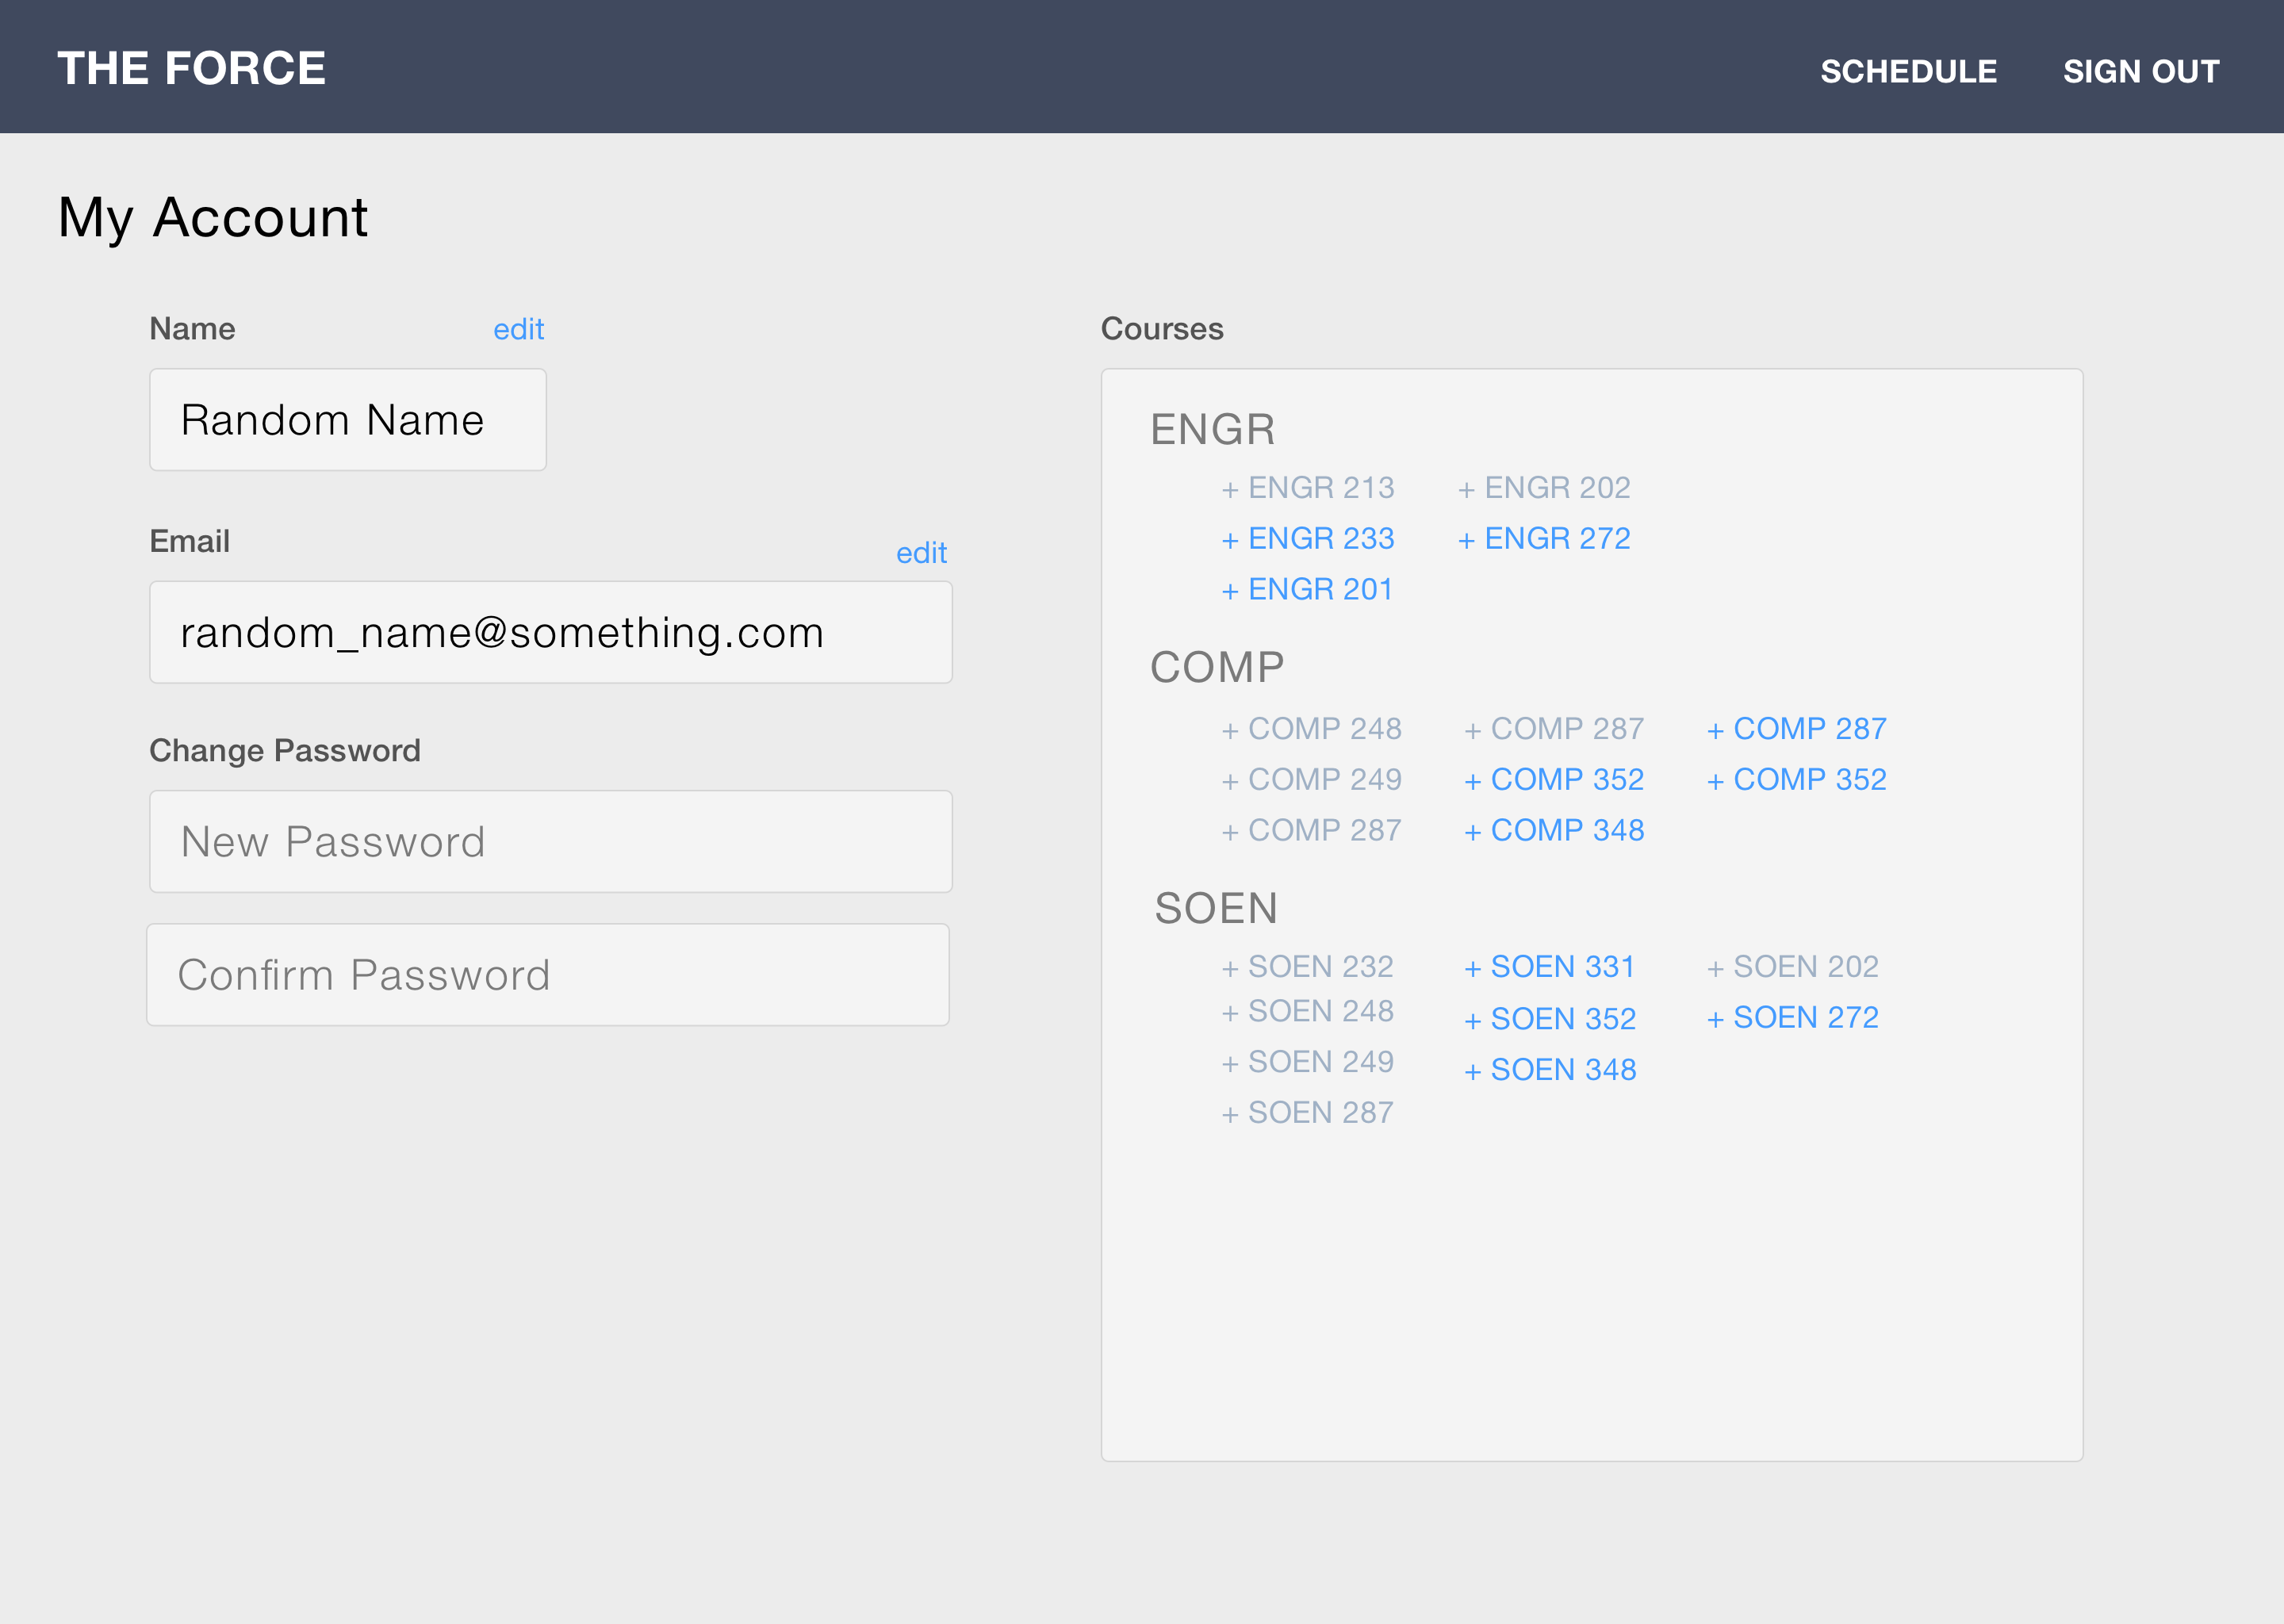 THE FORCE
SCHEDULE
SIGN OUT
My Account
Name
edit
Random Name
Email
edit
random_name@something.com
Change Password
New Password
Confirm Password
Courses
ENGR
+ ENGR 213 + ENGR 202
+ ENGR 233 + ENGR 272
+ ENGR 201
COMP
+ COMP 248 + COMP 287 + COMP 287
+ COMP 249 + COMP 352 + COMP 352
+ COMP 287 + COMP 348
SOEN
+ SOEN 232 + SOEN 331 + SOEN 202
+ SOEN 248 + SOEN 352 + SOEN 272
+ SOEN 249 + SOEN 348
+ SOEN 287